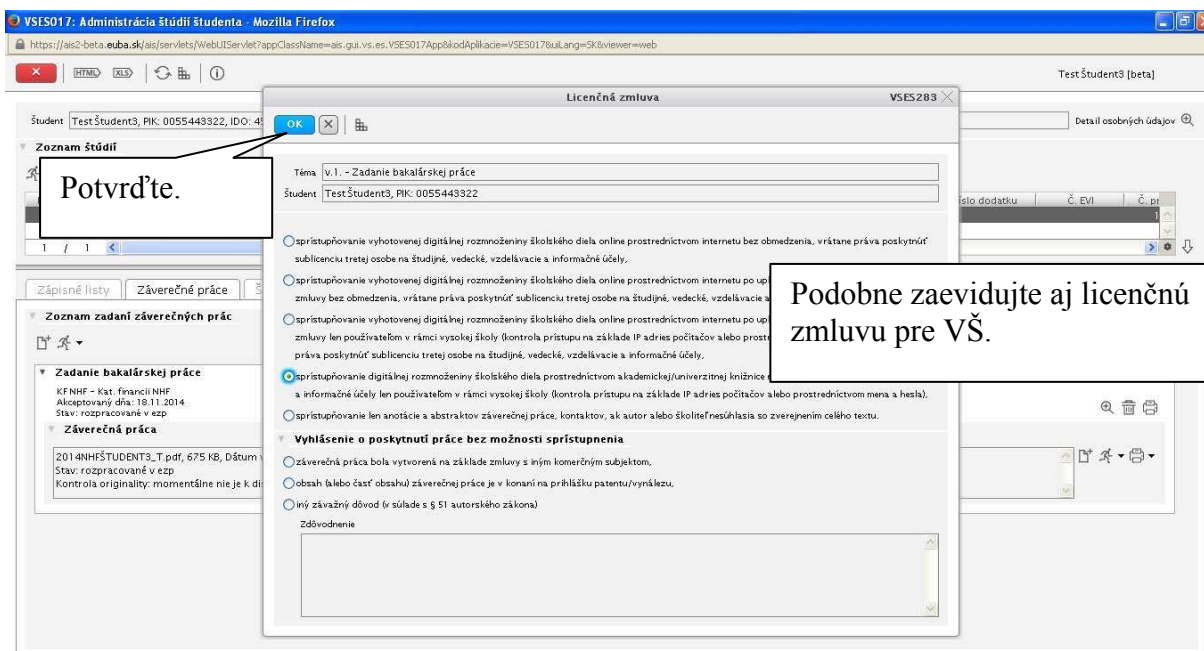 VSES017: Administrácia štúdií študenta - Mozilla Firefox
https://ais2-beta.euba.sk/ais/servlets/WebUIServlet?appClassName=ais.gui.vs.es.VSES017App&kodAplikacie=VSES017&uiLang=SK&viewer=web
HTML XLS Test Študent3 [beta]
Licenčná zmluva VSES283
Študent Test Študent3, PIK: 0055443322, IDO: 4 Detail osobných údajov
OK
Zoznam štúdií
Potvrďte.
Téma v.1. - Zadanie bakalárskej práce
Študent Test Študent3, PIK: 0055443322
slo dodatku Č. EVI Č. pr
1
1 / 1
sprístupňovanie vyhotovenej digitálnej rozmnoženiny školského diela online prostredníctvom internetu bez obmedzenia, vrátane práva poskytnúť
sublicenciu tretej osobe na študijné, vedecké, vzdelávacie a informačné účely,
sprístupňovanie vyhotovenej digitálnej rozmnoženiny školského diela online prostredníctvom internetu po upl
zmluvy bez obmedzenia, vrátane práva poskytnúť sublicenciu tretej osobe na študijné, vedecké, vzdelávacie a
sprístupňovanie vyhotovenej digitálnej rozmnoženiny školského diela online prostredníctvom internetu po upl
zmluvy len používateľom v rámci vysokej školy (kontrola prístupu na základe IP adries počítačov alebo prostr
práva poskytnúť sublicenciu tretej osobe na študijné, vedecké, vzdelávacie a informačné účely,
sprístupňovanie digitálnej rozmnoženiny školského diela prostredníctvom akademickej/univerzitnej knižnice
a informačné účely len používateľom v rámci vysokej školy (kontrola prístupu na základe IP adries počítačov alebo prostredníctvom mena a hesla),
sprístupňovanie len anotácie a abstraktov záverečnej práce, kontaktov, ak autor alebo školiteľ nesúhlasia so zverejnením celého textu.
Podobne zaevidujte aj licenčnú
zmluvu pre VŠ.
Vyhlásenie o poskytnutí práce bez možnosti sprístupnenia
záverečná práca bola vytvorená na základe zmluvy s iným komerčným subjektom,
obsah (alebo časť obsahu) záverečnej práce je v konaní na prihlášku patentu/vynálezu,
iný závažný dôvod (v súlade s § 51 autorského zákona)
Zdôvodnenie
Zápisné listy Záverečné práce Š
Zoznam zadaní záverečných prác
Zadanie bakalárskej práce
KFNHF - Kat. financií NHF
Akceptovaný dňa: 18.11.2014
Stav: rozpracované v ezp
Záverečná práca
2014NHFŠTUDENT3_T.pdf, 675 KB, Dátum
Stav: rozpracované v ezp
Kontrola originality: momentálne nie je k di